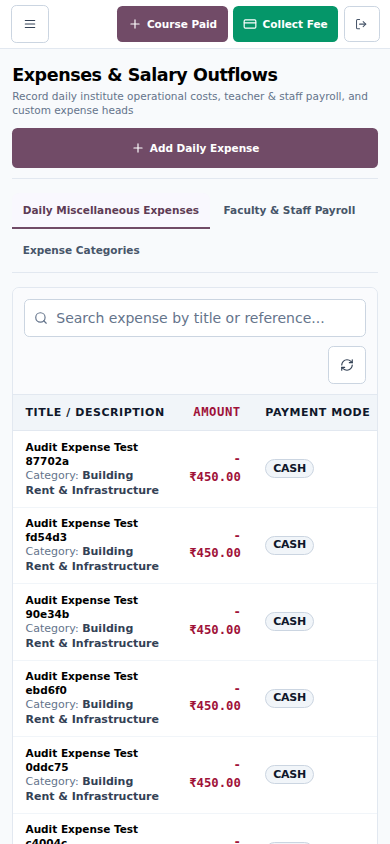 Course Paid
Collect Fee
Expenses & Salary Outflows
Record daily institute operational costs, teacher & staff payroll, and
custom expense heads
Add Daily Expense
Daily Miscellaneous Expenses
Faculty & Staff Payroll
Expense Categories
Search expense by title or reference...
TITLE / DESCRIPTION AMOUNT PAYMENT MODE
Audit Expense Test
87702a
Category: Building
Rent & Infrastructure
-
₹450.00
CASH
Audit Expense Test
fd54d3
Category: Building
Rent & Infrastructure
-
₹450.00
CASH
Audit Expense Test
90e34b
Category: Building
Rent & Infrastructure
-
₹450.00
CASH
Audit Expense Test
ebd6f0
Category: Building
Rent & Infrastructure
-
₹450.00
CASH
Audit Expense Test
0ddc75
Category: Building
Rent & Infrastructure
-
₹450.00
CASH
Audit Expense Test
c4004c
-